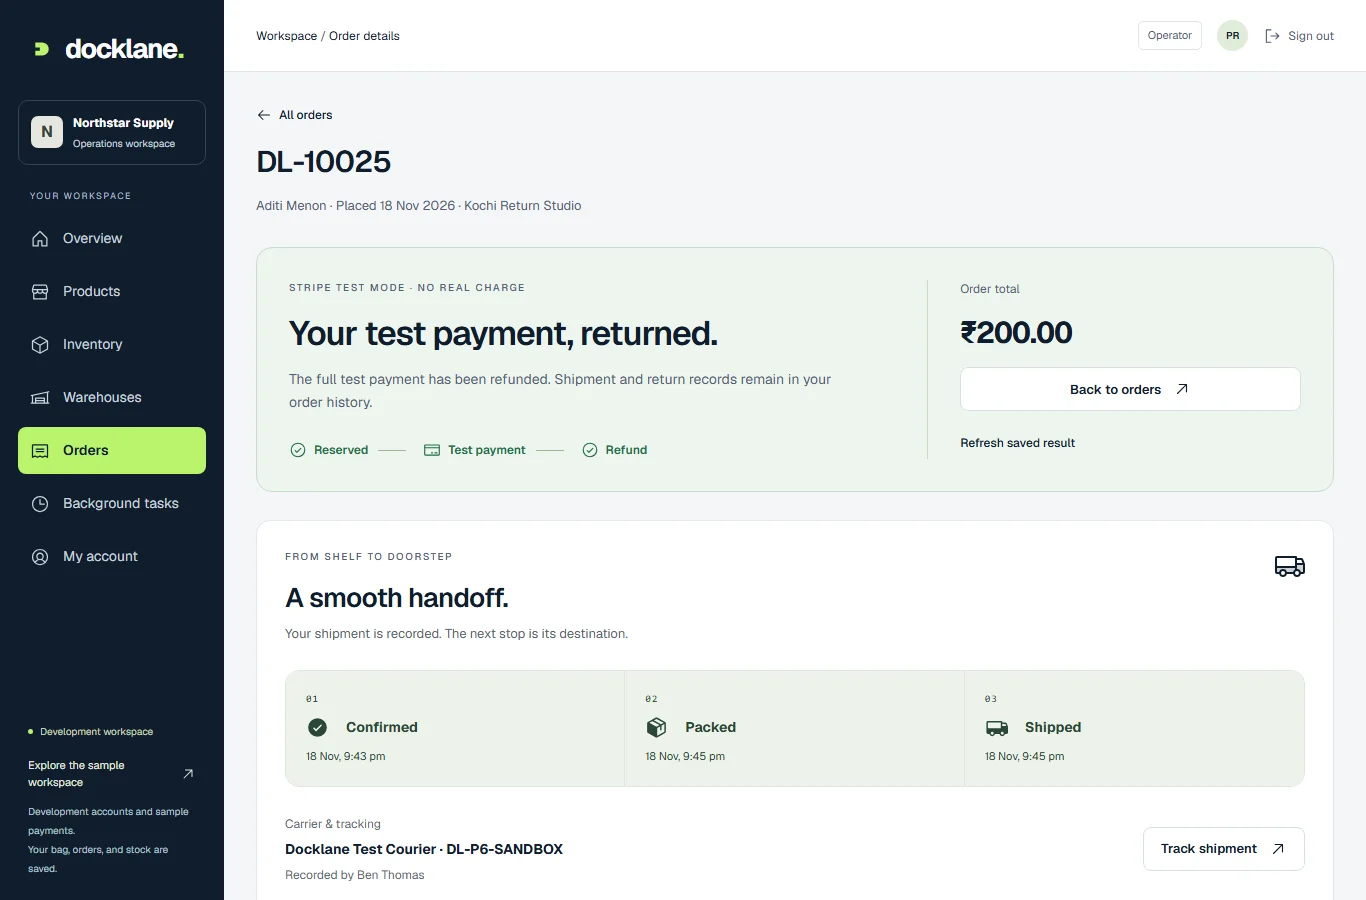 docklane.
N
Northstar Supply
Operations workspace
YOUR WORKSPACE
Overview
Products
Inventory
Warehouses
Orders
Background tasks
My account
Development workspace
Explore the sample
workspace
Development accounts and sample
payments.
Your bag, orders, and stock are
saved.
Workspace / Order details
Operator
PR
Sign out
All orders
DL-10025
Aditi Menon · Placed 18 Nov 2026 · Kochi Return Studio
STRIPE TEST MODE · NO REAL CHARGE
Your test payment, returned.
The full test payment has been refunded. Shipment and return records remain in your
order history.
Reserved
Test payment
Refund
Order total
₹200.00
Back to orders
Refresh saved result
FROM SHELF TO DOORSTEP
A smooth handoff.
Your shipment is recorded. The next stop is its destination.
01
Confirmed
18 Nov, 9:43 pm
02
Packed
18 Nov, 9:45 pm
03
Shipped
18 Nov, 9:45 pm
Carrier & tracking
Docklane Test Courier · DL-P6-SANDBOX
Recorded by Ben Thomas
Track shipment